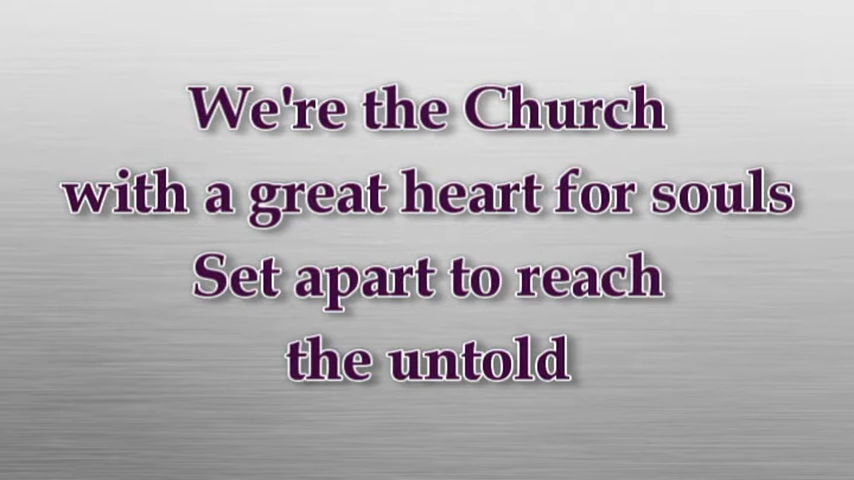 We're the Church
with a great heart for souls
Set apart to reach
the untold